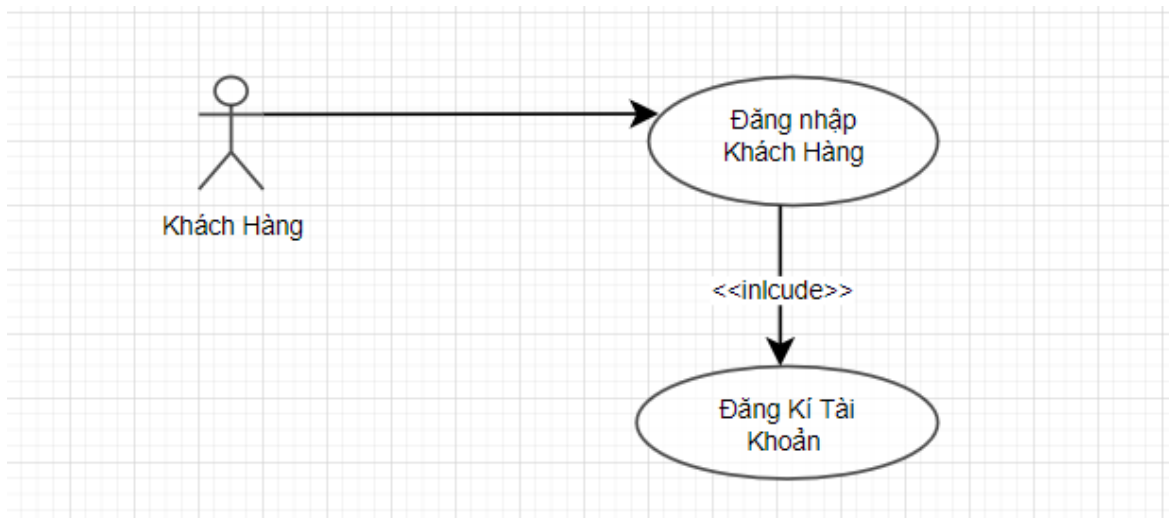 Đăng nhập
Khách Hàng
Khách Hàng
<<inlcude>>
Đăng Kí Tài
Khoản